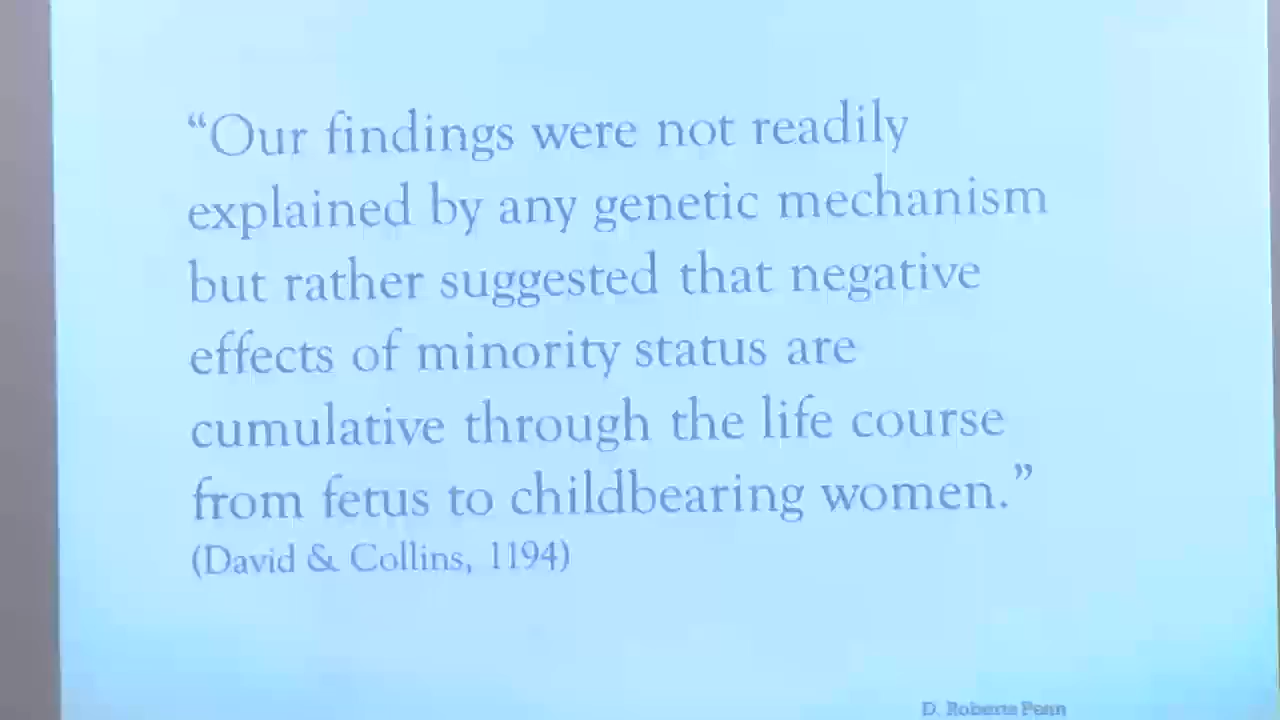 “Our findings were not readily
explained by any genetic mechanism
but rather suggested that negative
effects of minority status are
cumulative through the life course
from fetus to childbearing women.”
(David & Collins, 1194)
D. Roberts Penn